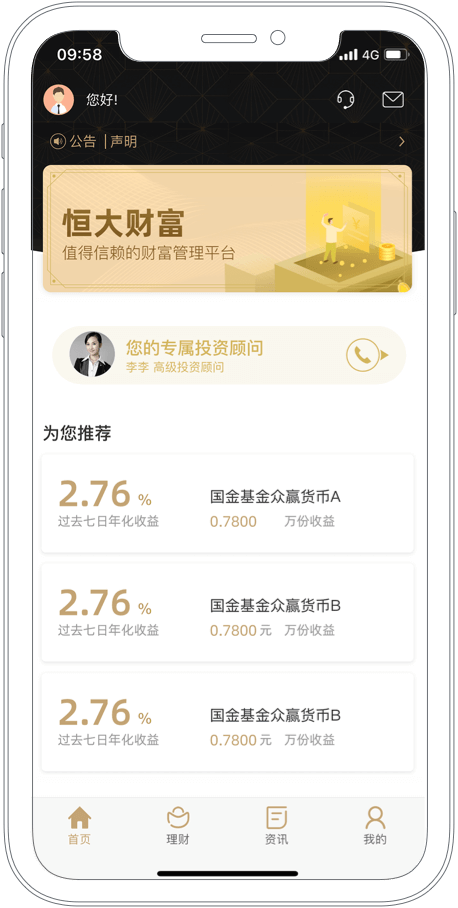 09:58 4G
您好!
公告 | 声明
恒大财富
值得信赖的财富管理平台
您的专属投资顾问
李李 高级投资顾问
为您推荐
2.76 % 国金基金众赢货币A
过去七日年化收益 0.7800 万份收益
2.76 % 国金基金众赢货币B
过去七日年化收益 0.7800 元 万份收益
2.76 % 国金基金众赢货币B
过去七日年化收益 0.7800 元 万份收益
首页 理财 资讯 我的